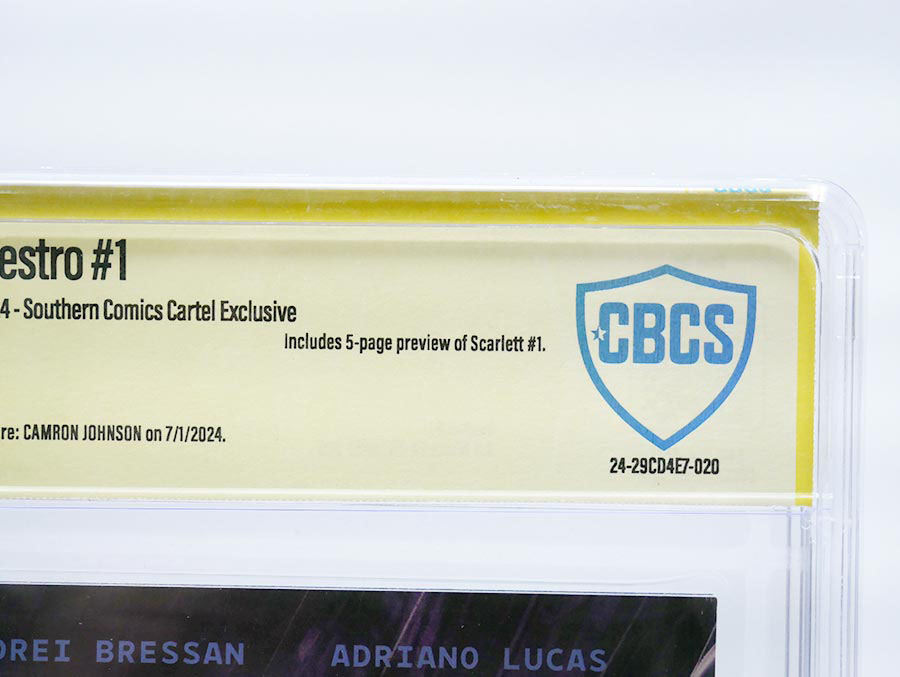 estro #1
4 - Southern Comics Cartel Exclusive
Includes 5-page preview of Scarlett #1.
CBCS
re: CAMRON JOHNSON on 7/1/2024.
24-29CD4E7-020
DREI BRESSAN ADRIANO LUCAS